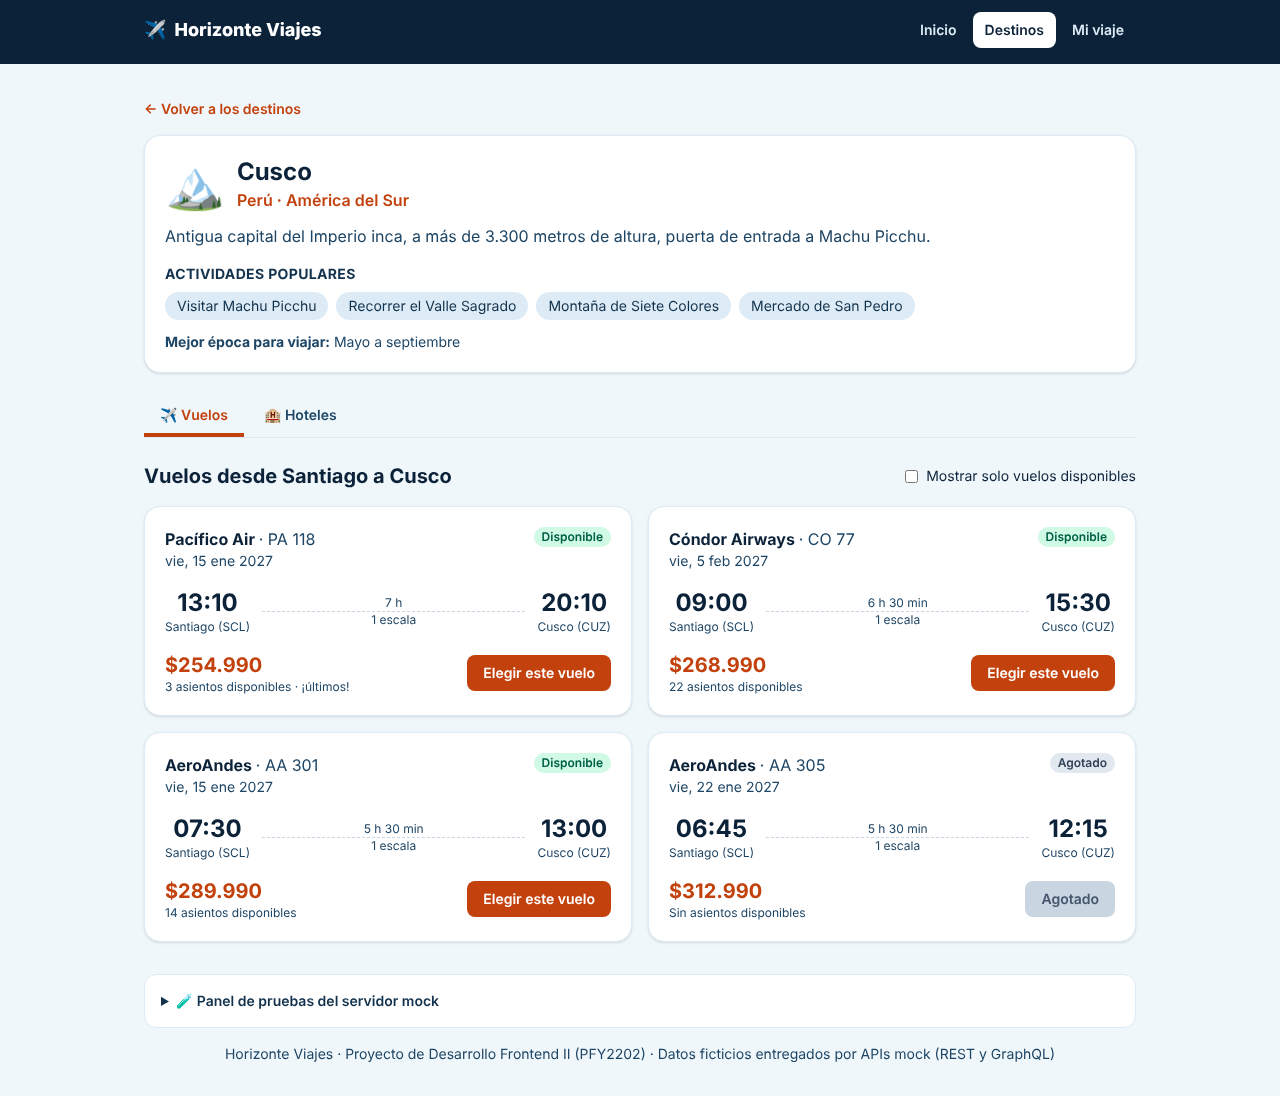 Horizonte Viajes
Inicio
Destinos
Mi viaje
← Volver a los destinos
Cusco
Perú · América del Sur
Antigua capital del Imperio inca, a más de 3.300 metros de altura, puerta de entrada a Machu Picchu.
ACTIVIDADES POPULARES
Visitar Machu Picchu
Recorrer el Valle Sagrado
Montaña de Siete Colores
Mercado de San Pedro
Mejor época para viajar: Mayo a septiembre
Vuelos
Hoteles
Vuelos desde Santiago a Cusco
Mostrar solo vuelos disponibles
Pacífico Air · PA 118
Disponible
vie, 15 ene 2027
13:10
7 h
20:10
Santiago (SCL)
1 escala
Cusco (CUZ)
$254.990
3 asientos disponibles · ¡últimos!
Elegir este vuelo
Cóndor Airways · CO 77
Disponible
vie, 5 feb 2027
09:00
6 h 30 min
15:30
Santiago (SCL)
1 escala
Cusco (CUZ)
$268.990
22 asientos disponibles
Elegir este vuelo
AeroAndes · AA 301
Disponible
vie, 15 ene 2027
07:30
5 h 30 min
13:00
Santiago (SCL)
1 escala
Cusco (CUZ)
$289.990
14 asientos disponibles
Elegir este vuelo
AeroAndes · AA 305
Agotado
vie, 22 ene 2027
06:45
5 h 30 min
12:15
Santiago (SCL)
1 escala
Cusco (CUZ)
$312.990
Sin asientos disponibles
Agotado
Panel de pruebas del servidor mock
Horizonte Viajes · Proyecto de Desarrollo Frontend II (PFY2202) · Datos ficticios entregados por APIs mock (REST y GraphQL)